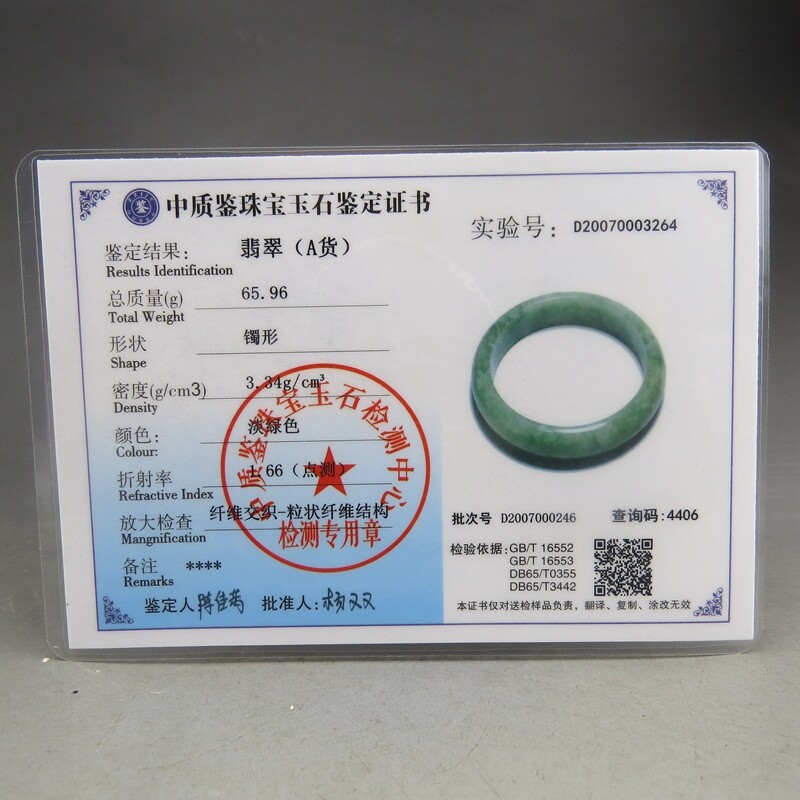 鉴
中质鉴珠宝玉石鉴定证书
实验号：D20070003264
鉴定结果： 翡翠（A货）
Results Identification
总质量(g) 65.96
Total Weight
形状 镯形
Shape
密度(g/cm3) 3.34g/cm³
Density
颜色： 淡绿色
Colour:
折射率 1.66（点测）
Refractive Index
放大检查 纤维交织-粒状纤维结构
Mangnification
备注 ****
Remarks
鉴定人 批准人：杨双双
中质鉴珠宝玉石检测中心
检测专用章
批次号 D2007000246 查询码：4406
检验依据：GB/T 16552
GB/T 16553
DB65/T0355
DB65/T3442
本证书仅对送检样品负责，翻译、复制、涂改无效